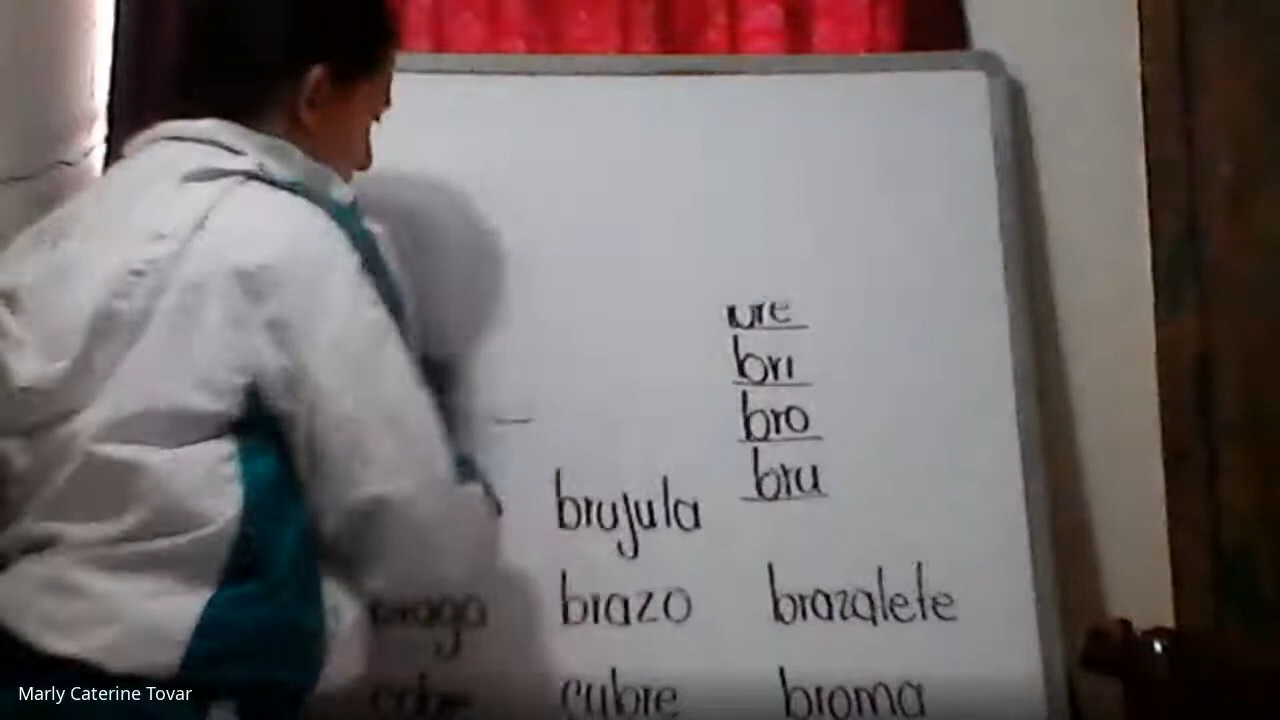 bre
bri
bro
bru
brujula
brazo brazalete
cubre broma
Marly Caterine Tovar